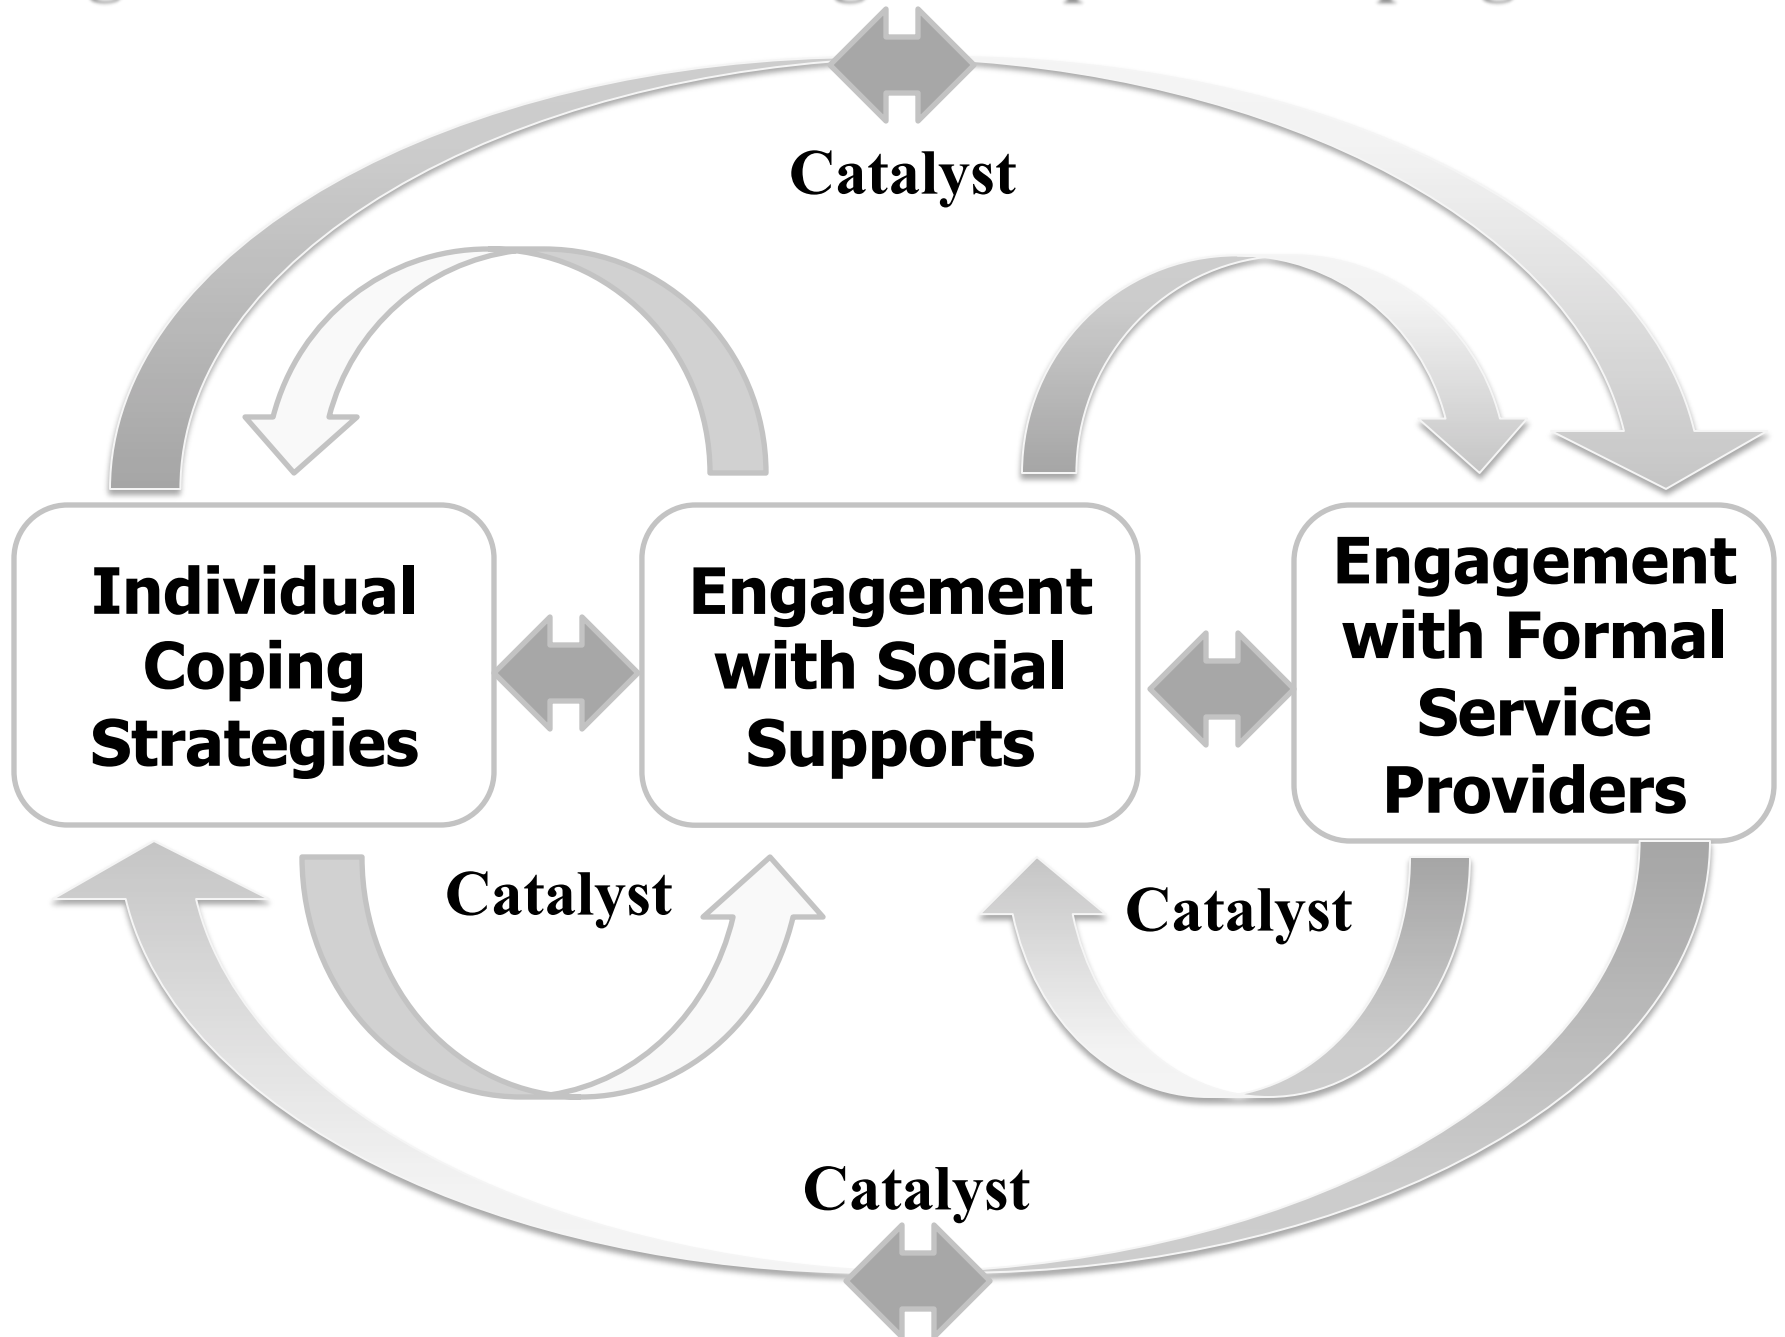 Catalyst
Individual
Coping
Strategies
Engagement
with Social
Supports
Engagement
with Formal
Service
Providers
Catalyst
Catalyst
Catalyst